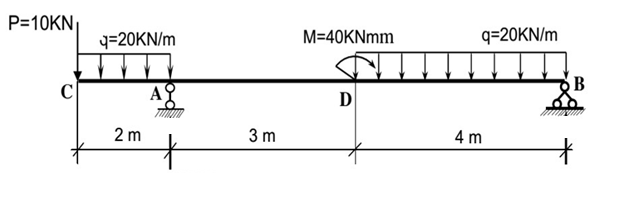 P=10KN
q=20KN/m
M=40KNmm
q=20KN/m
C
A
D
B
2 m
3 m
4 m